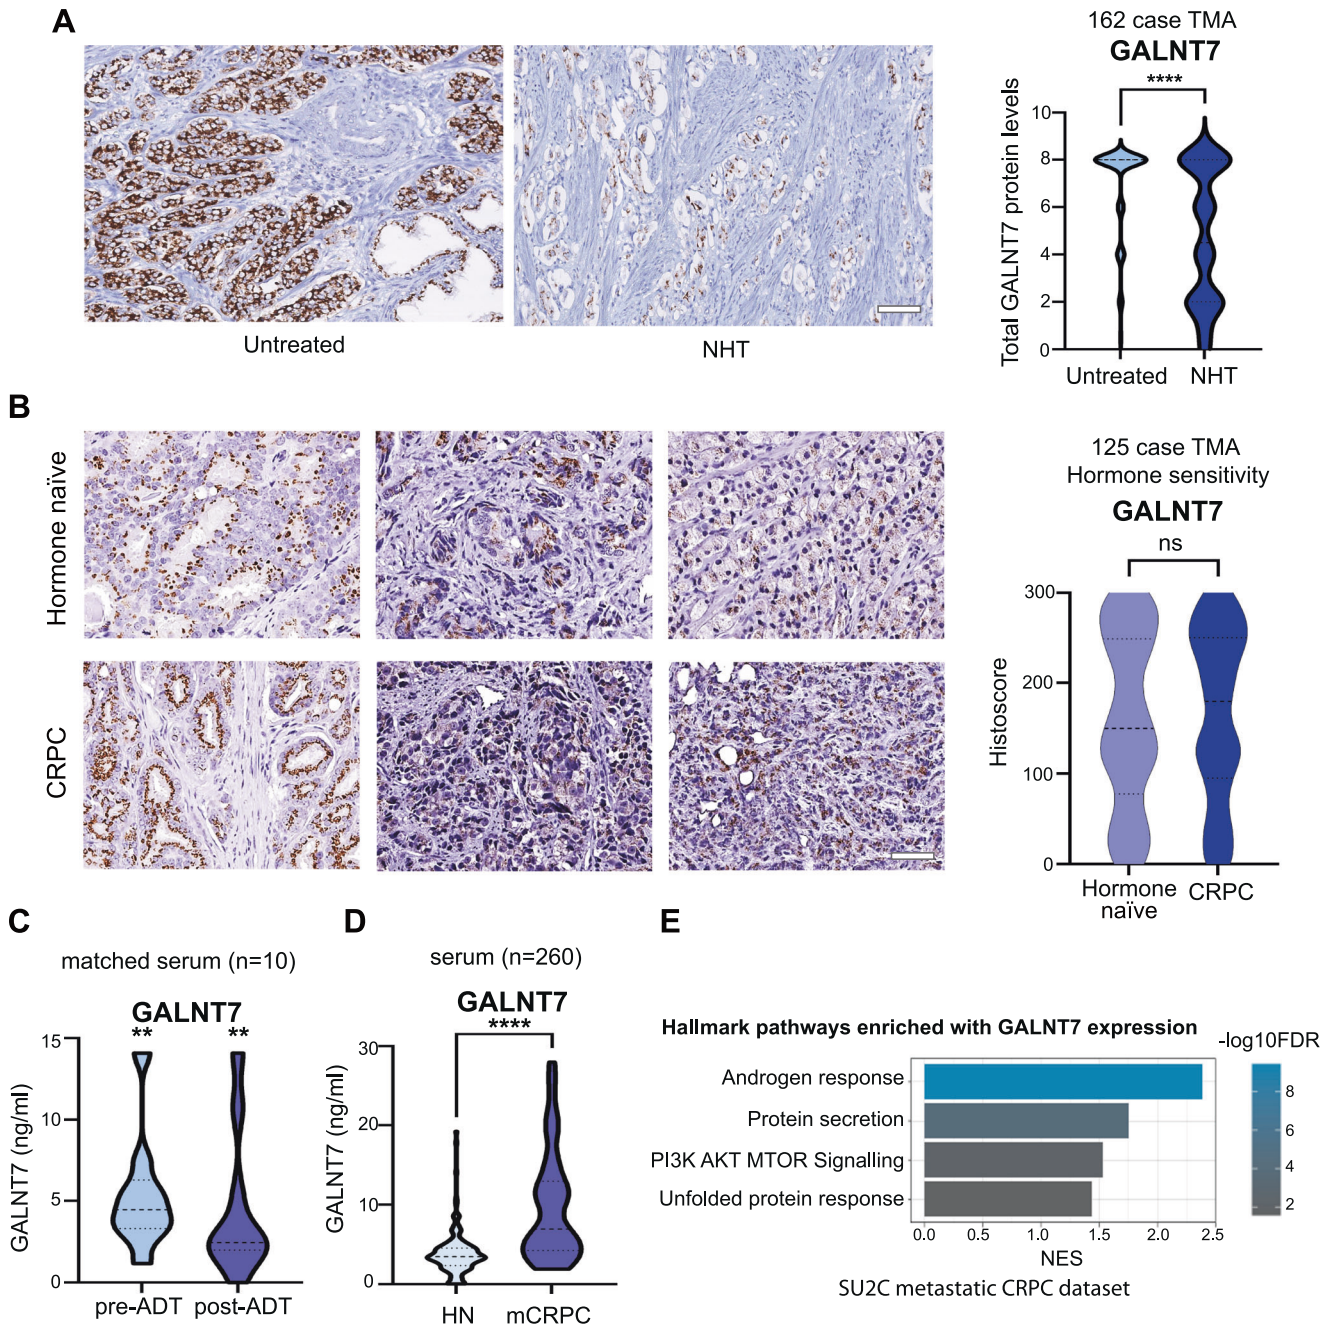 A
162 case TMA
GALNT7
****
Total GALNT7 protein levels
10
8
6
4
2
0
Untreated
NHT
Untreated
NHT
B
Hormone naïve
CRPC
125 case TMA
Hormone sensitivity
GALNT7
ns
Histoscore
300
200
100
0
Hormone
naïve
CRPC
C
matched serum (n=10)
GALNT7
**
**
GALNT7 (ng/ml)
15
10
5
0
pre-ADT
post-ADT
D
serum (n=260)
GALNT7
****
GALNT7 (ng/ml)
30
20
10
0
HN
mCRPC
E
Hallmark pathways enriched with GALNT7 expression
-log10FDR
Androgen response
Protein secretion
PI3K AKT MTOR Signalling
Unfolded protein response
8
6
4
2
0.0
0.5
1.0
1.5
2.0
2.5
NES
SU2C metastatic CRPC dataset